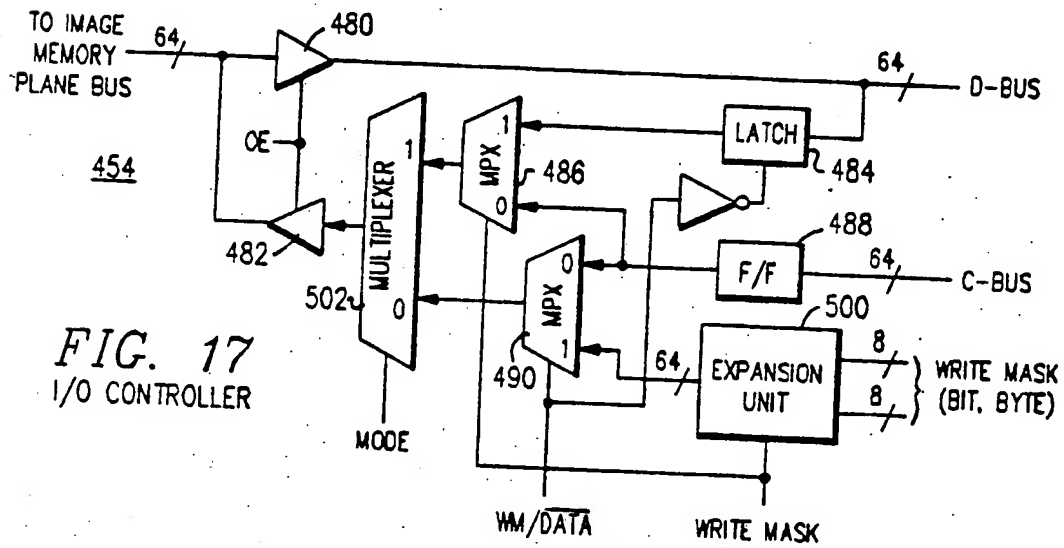 TO IMAGE
MEMORY
PLANE BUS
64
480
64
D-BUS
OE
454
482
MULTIPLEXER
1
0
502
MPX
1
0
486
LATCH
484
488
F/F
64
C-BUS
MPX
0
1
490
64
500
EXPANSION
UNIT
8
8
WRITE MASK
(BIT, BYTE)
FIG. 17
I/O CONTROLLER
MODE
WM/DATA
WRITE MASK